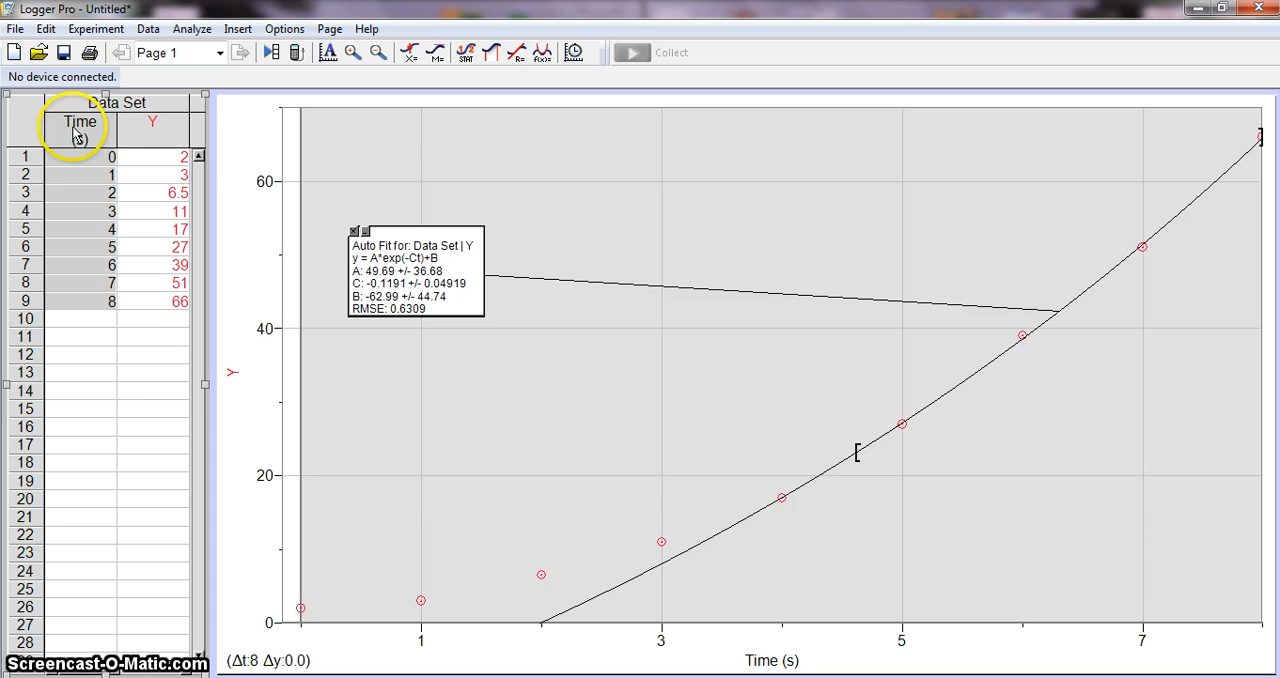 Logger Pro - Untitled*
File Edit Experiment Data Analyze Insert Options Page Help
Page 1
Collect
No device connected.
Data Set
Time
(s)
Y
1 0 2
2 1 3
3 2 6.5
4 3 11
5 4 17
6 5 27
7 6 39
8 7 51
9 8 66
10
11
12
13
14
15
16
17
18
19
20
21
22
23
24
25
26
27
28
60
40
20
0
Y
Auto Fit for: Data Set | Y
y = A*exp(-Ct)+B
A: 49.69 +/- 36.68
C: -0.1191 +/- 0.04919
B: -62.99 +/- 44.74
RMSE: 0.6309
1 3 5 7
(Δt:8 Δy:0.0)
Time (s)
Screencast-O-Matic.com